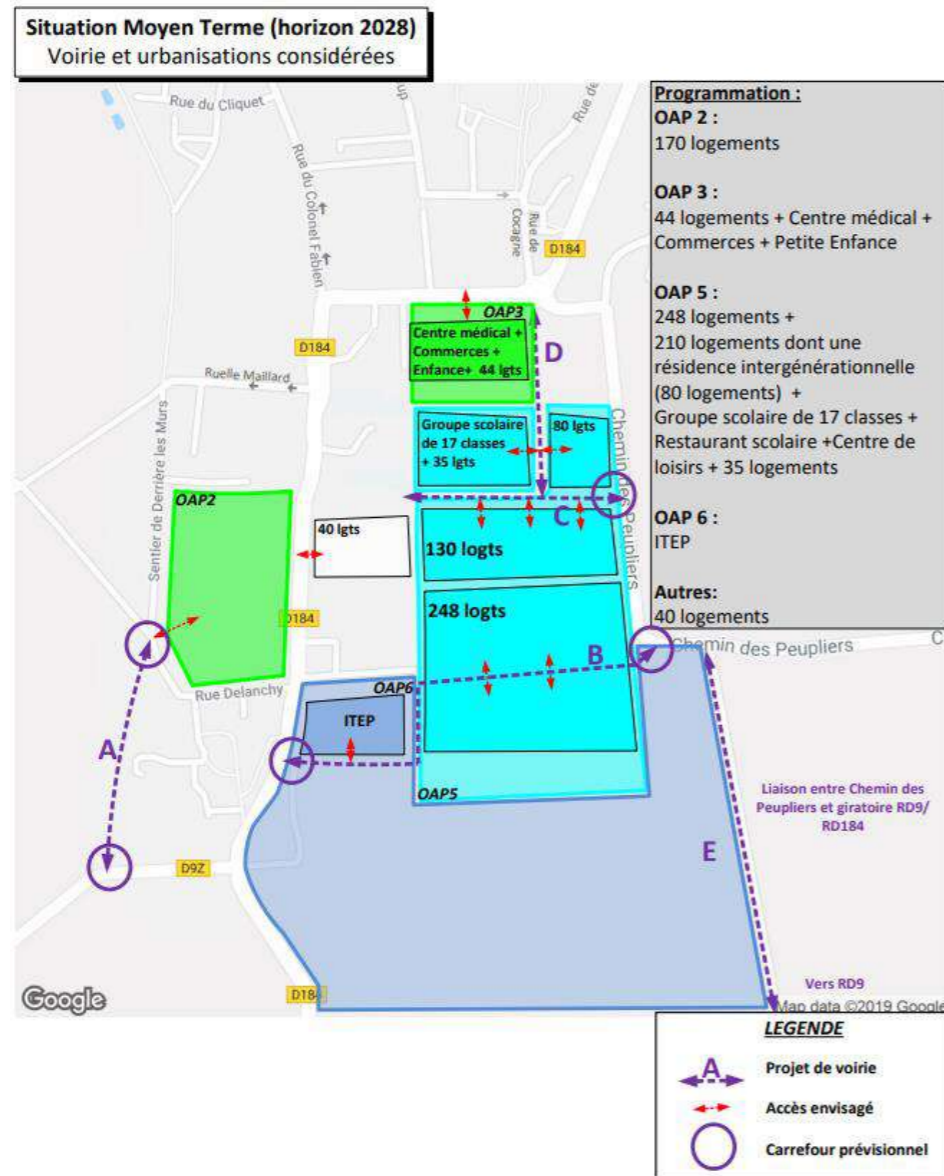 Situation Moyen Terme (horizon 2028)
Voirie et urbanisations considérées
Programmation :
OAP 2 :
170 logements
OAP 3 :
44 logements + Centre médical +
Commerces + Petite Enfance
OAP 5 :
248 logements +
210 logements dont une
résidence intergénérationnelle
(80 logements) +
Groupe scolaire de 17 classes +
Restaurant scolaire +Centre de
loisirs + 35 logements
OAP 6 :
ITEP
Autres:
40 logements
Rue du Cliquet
Rue du Colonel Fabien
Rue de
Cocagne
Rue de
D184
OAP3
Centre médical +
Commerces +
Enfance+ 44 lgts
D
D184
Ruelle Maillard
Groupe scolaire
de 17 classes
+ 35 lgts
80 lgts
Chemin des Peupliers
Sentier de Derrière les Murs
OAP2
C
40 lgts
130 logts
D184
248 logts
Chemin des Peupliers
C
B
Rue Delanchy
OAP6
ITEP
A
OAP5
Liaison entre Chemin des
Peupliers et giratoire RD9/
RD184
E
D9Z
Vers RD9
Google
D184
Map data ©2019 Google
LEGENDE
A
Projet de voirie
Accès envisagé
Carrefour prévisionnel